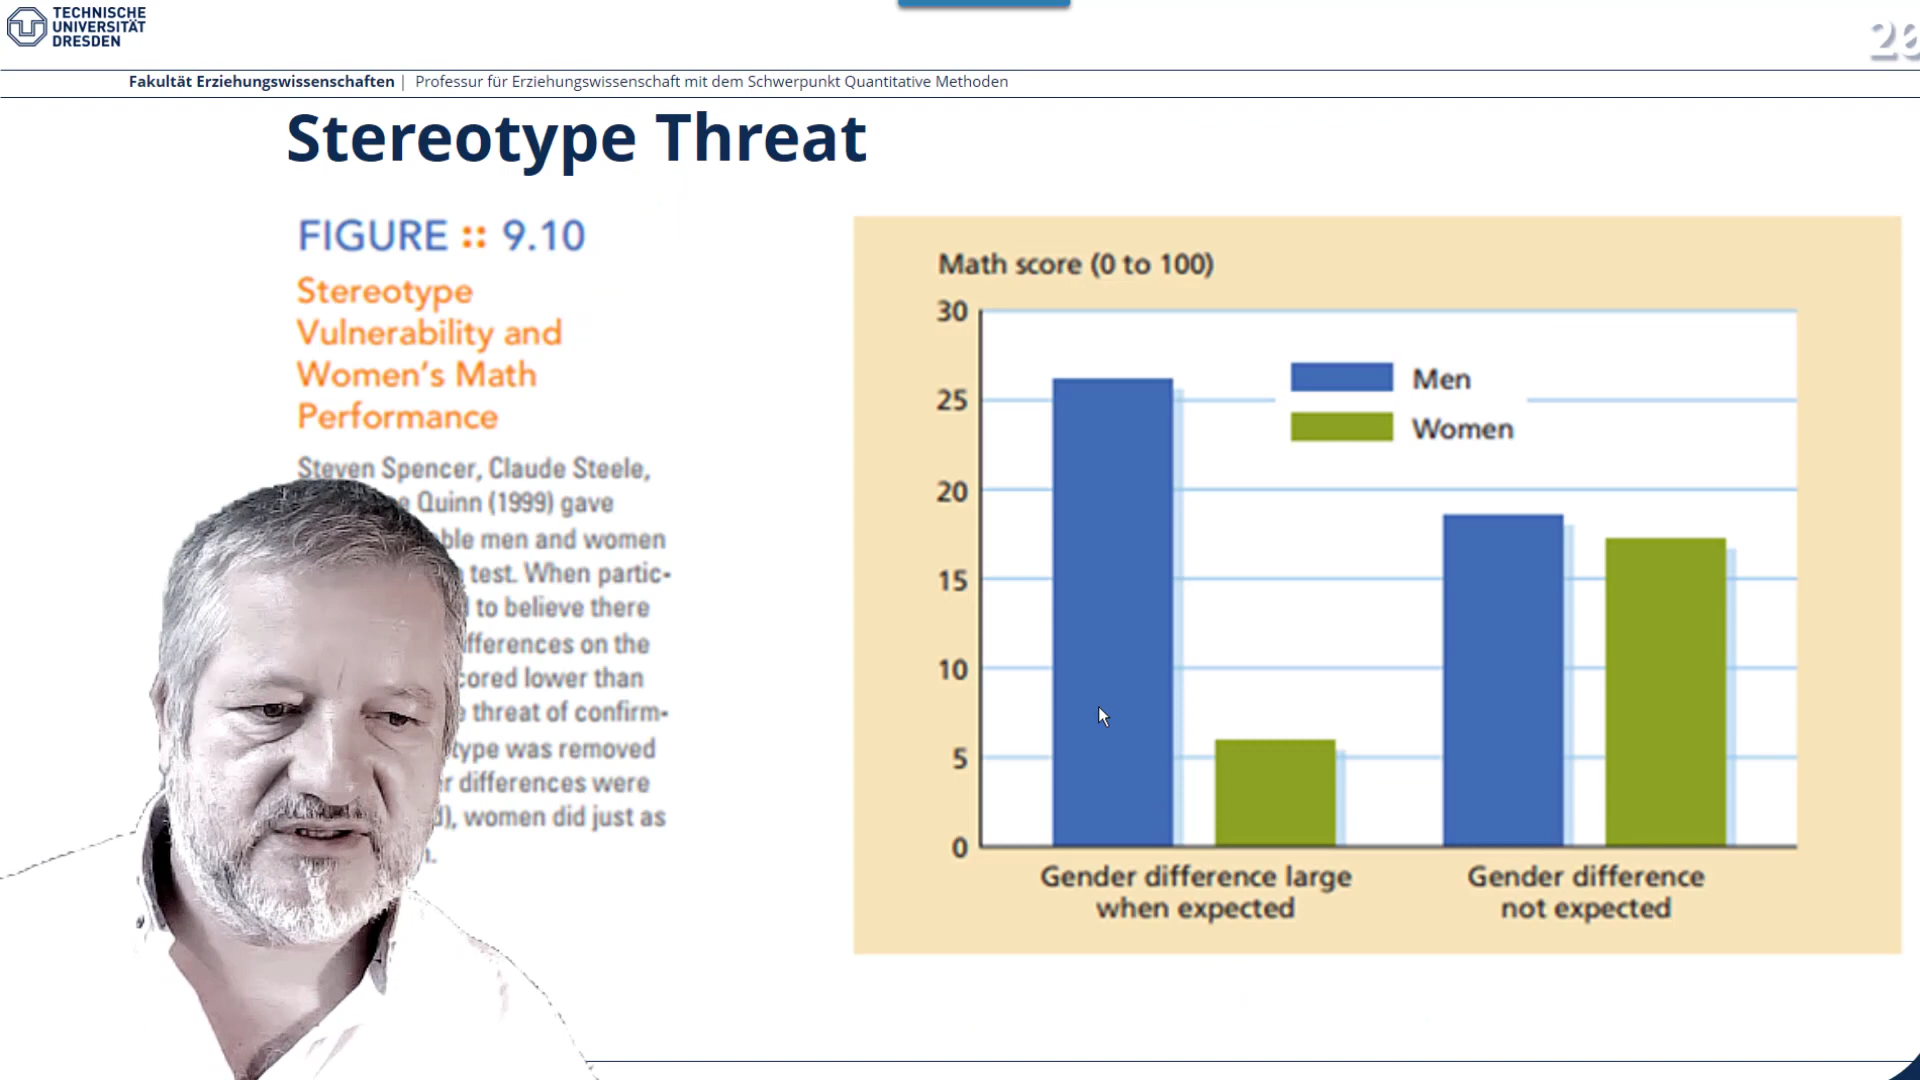 TECHNISCHE
UNIVERSITÄT
DRESDEN
20
Fakultät Erziehungswissenschaften | Professur für Erziehungswissenschaft mit dem Schwerpunkt Quantitative Methoden
Stereotype Threat
FIGURE :: 9.10
Stereotype
Vulnerability and
Women's Math
Performance
Steven Spencer, Claude Steele,
Quinn (1999) gave
men and women
test. When partic-
to believe there
on the
lower than
threat of confirm-
was removed
differences were
women did just as
Math score (0 to 100)
30
25
20
15
10
5
0
Men
Women
Gender difference large
when expected
Gender difference
not expected